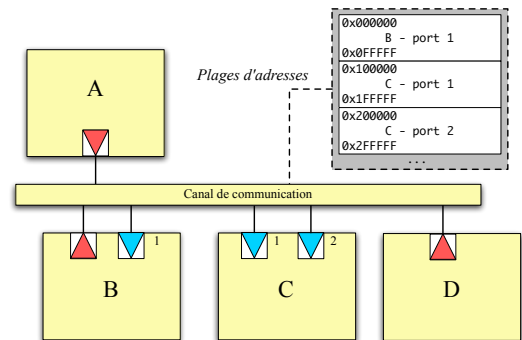 0x000000
B - port 1
0x0FFFFF
A
Plages d'adresses
0x100000
C - port 1
0x1FFFFF
0x200000
C - port 2
0x2FFFFF
...
Canal de communication
1
1
2
B
C
D